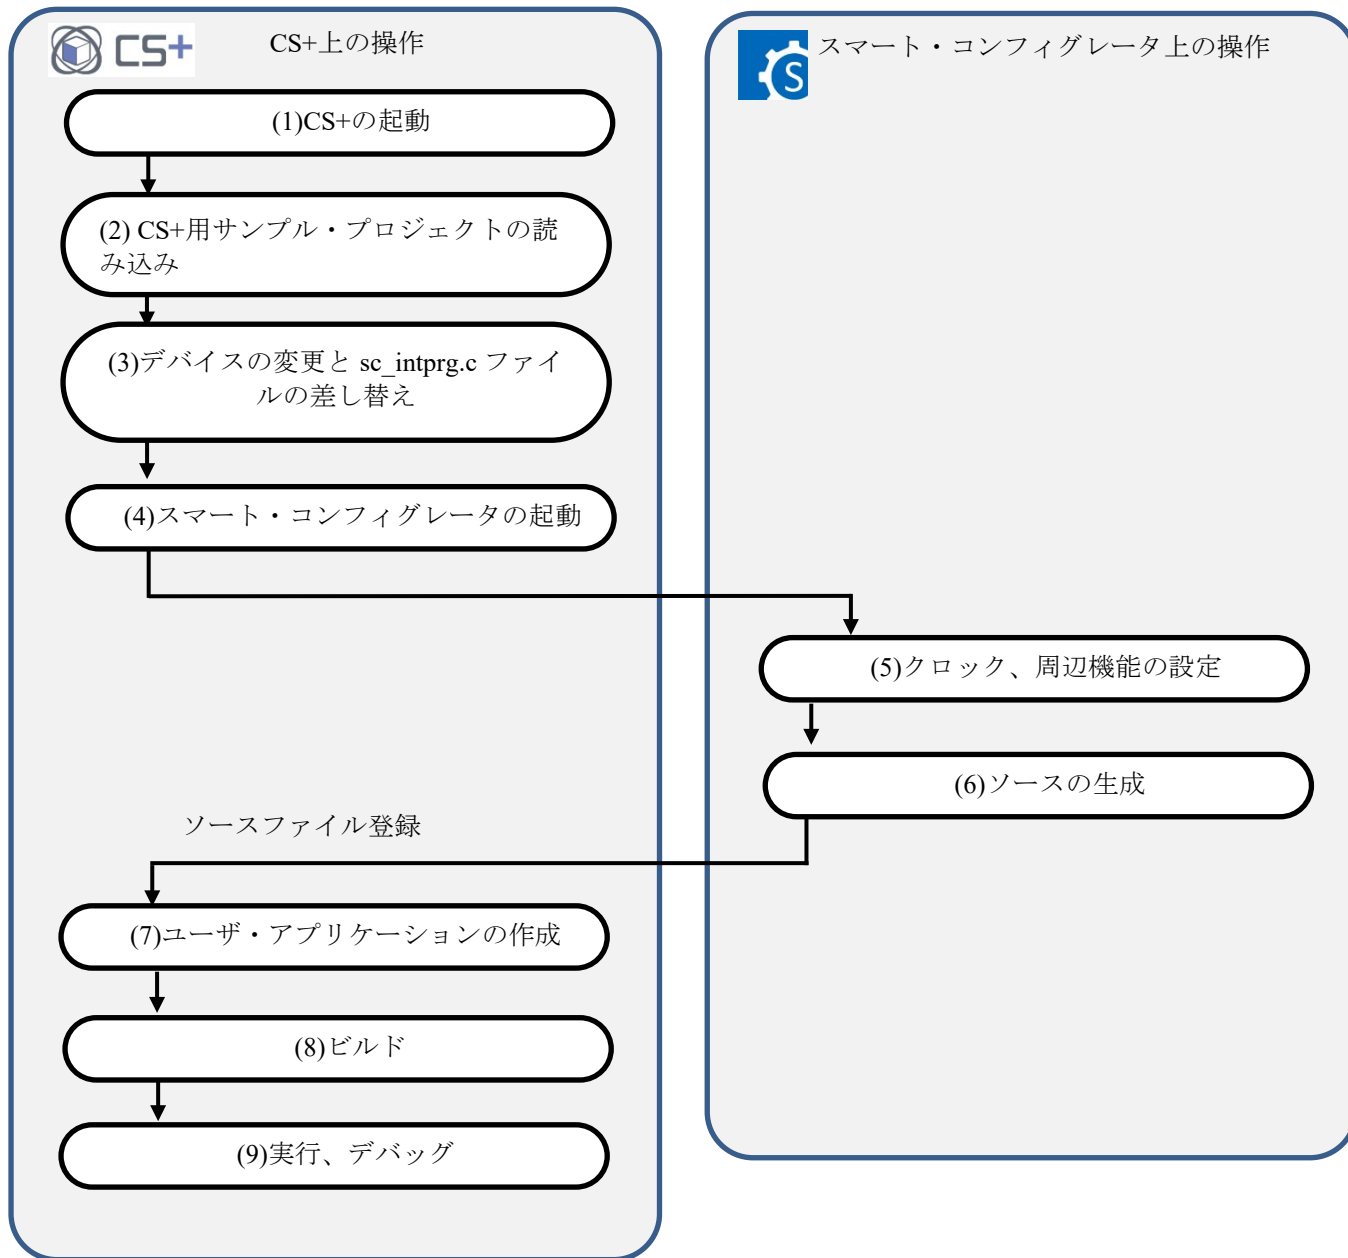 CS+
CS+上の操作
(1)CS+の起動
(2) CS+用サンプル・プロジェクトの読
み込み
(3)デバイスの変更と sc_intprg.c ファイ
ルの差し替え
(4)スマート・コンフィグレータの起動
S
スマート・コンフィグレータ上の操作
(5)クロック、周辺機能の設定
(6)ソースの生成
ソースファイル登録
(7)ユーザ・アプリケーションの作成
(8)ビルド
(9)実行、デバッグ